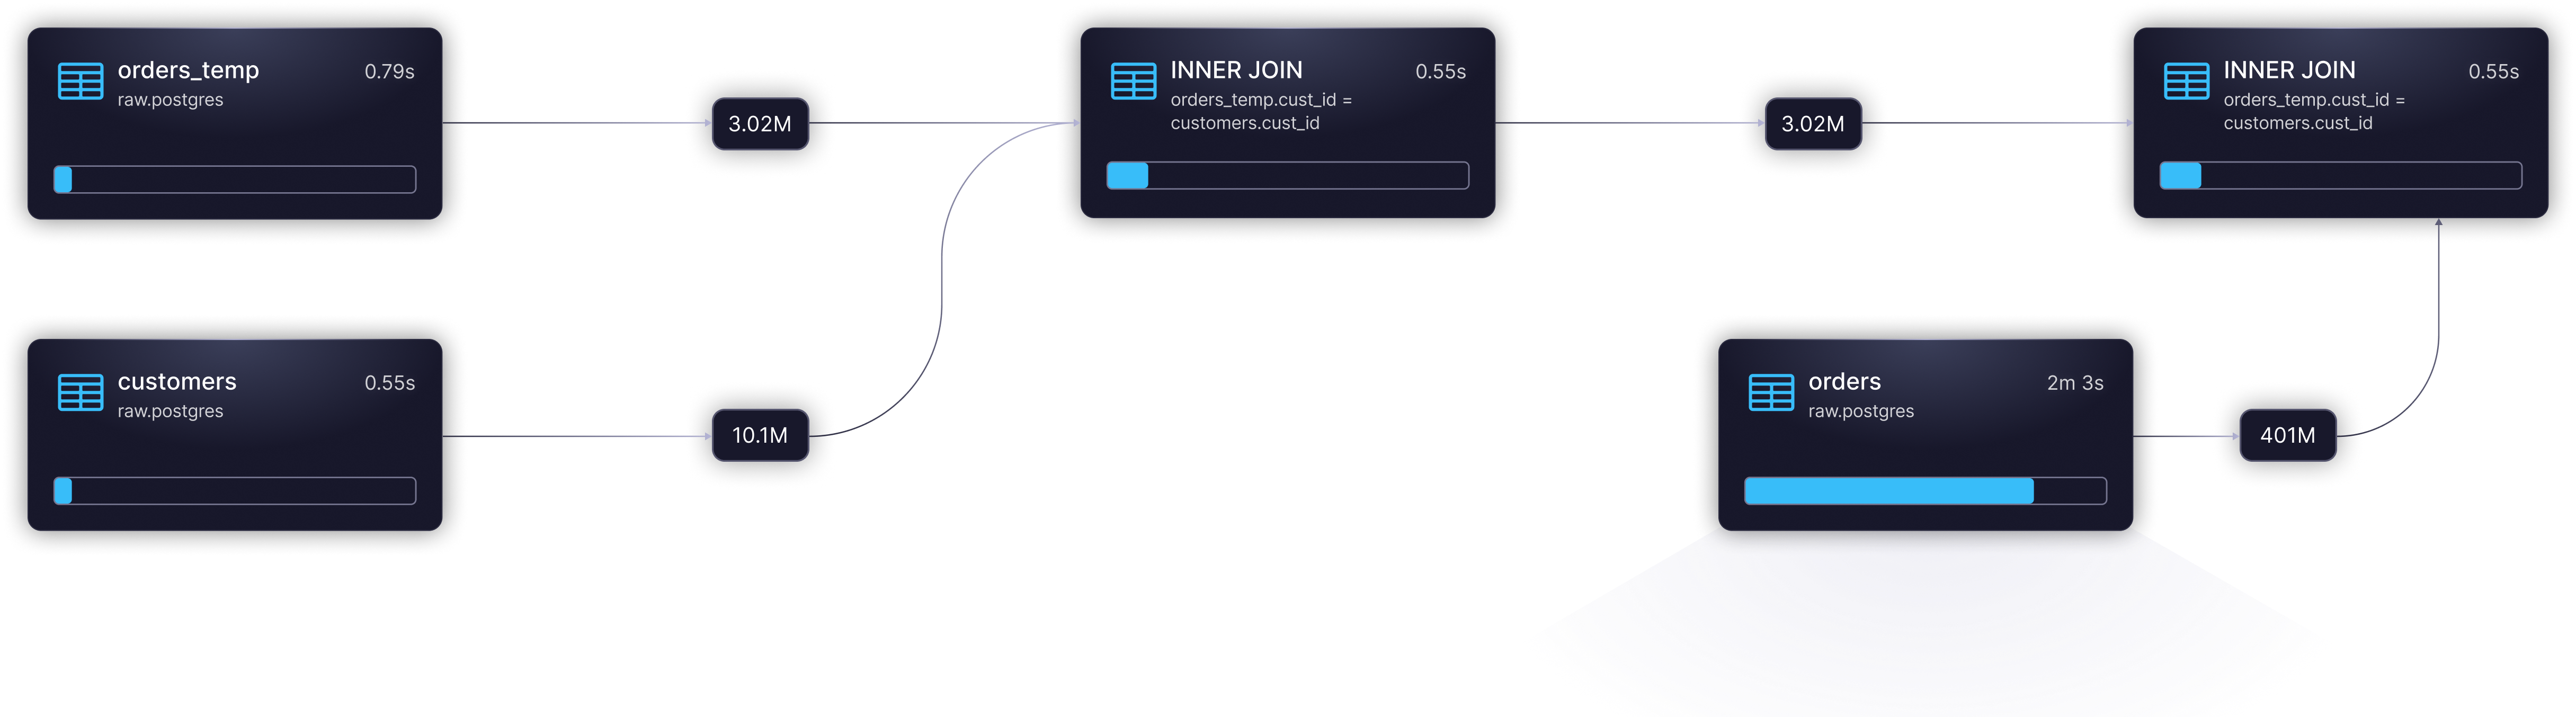 orders_temp
0.79s
raw.postgres
3.02M
INNER JOIN
0.55s
orders_temp.cust_id =
customers.cust_id
3.02M
INNER JOIN
0.55s
orders_temp.cust_id =
customers.cust_id
customers
0.55s
raw.postgres
10.1M
orders
2m 3s
raw.postgres
401M